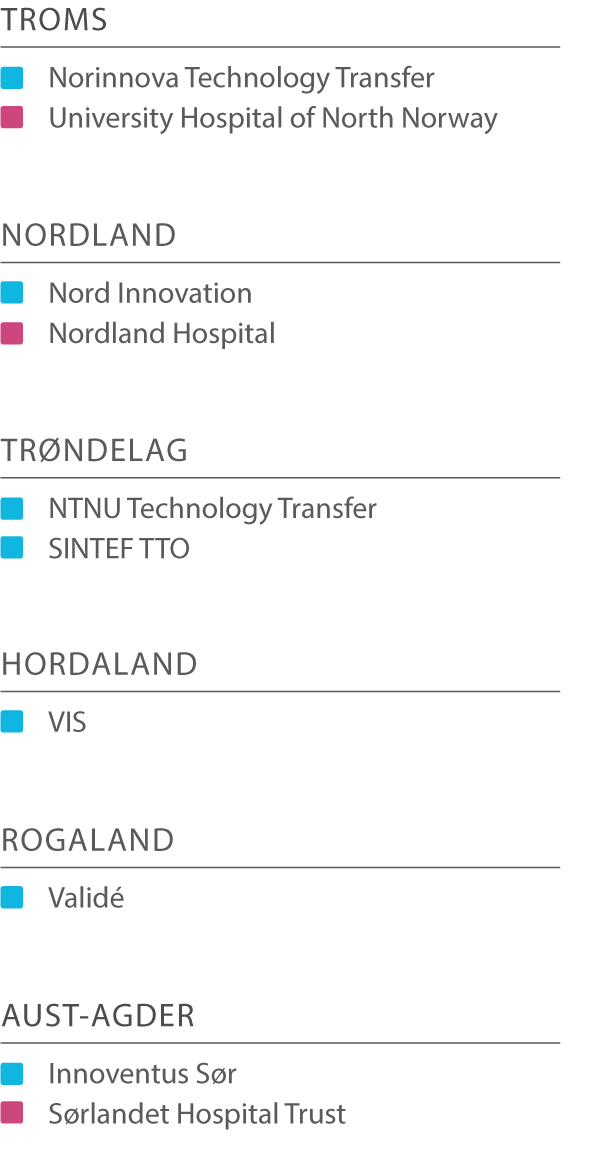 TROMS
Norinnova Technology Transfer
University Hospital of North Norway
NORDLAND
Nord Innovation
Nordland Hospital
TRØNDELAG
NTNU Technology Transfer
SINTEF TTO
HORDALAND
VIS
ROGALAND
Validé
AUST-AGDER
Innoventus Sør
Sørlandet Hospital Trust